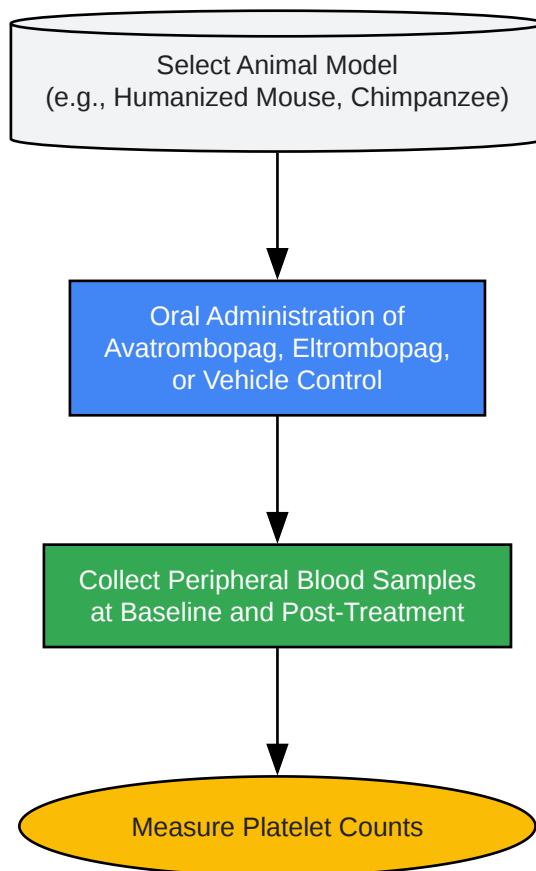 Select Animal Model
(e.g., Humanized Mouse, Chimpanzee)
Oral Administration of
Avatrombopag, Eltrombopag,
or Vehicle Control
Collect Peripheral Blood Samples
at Baseline and Post-Treatment
Measure Platelet Counts